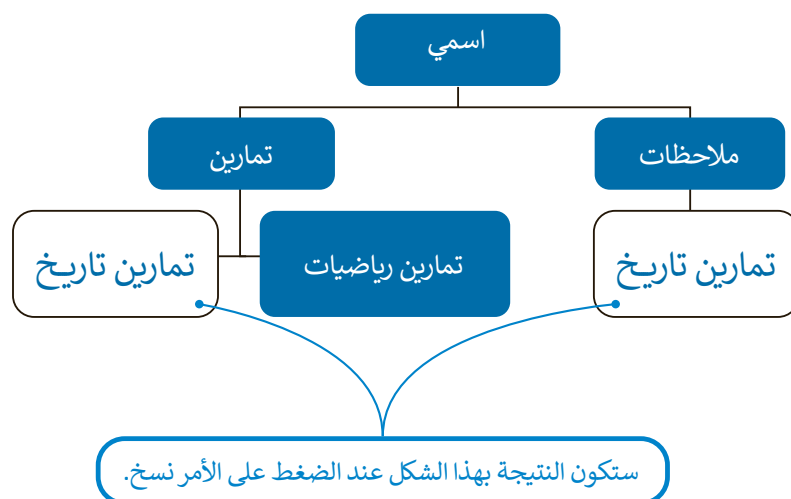 اسمي
ملاحظات
تمارين
تمارين تاريخ
تمارين رياضيات
تمارين تاريخ
ستكون النتيجة بهذا الشكل عند الضغط على الأمر نسخ.